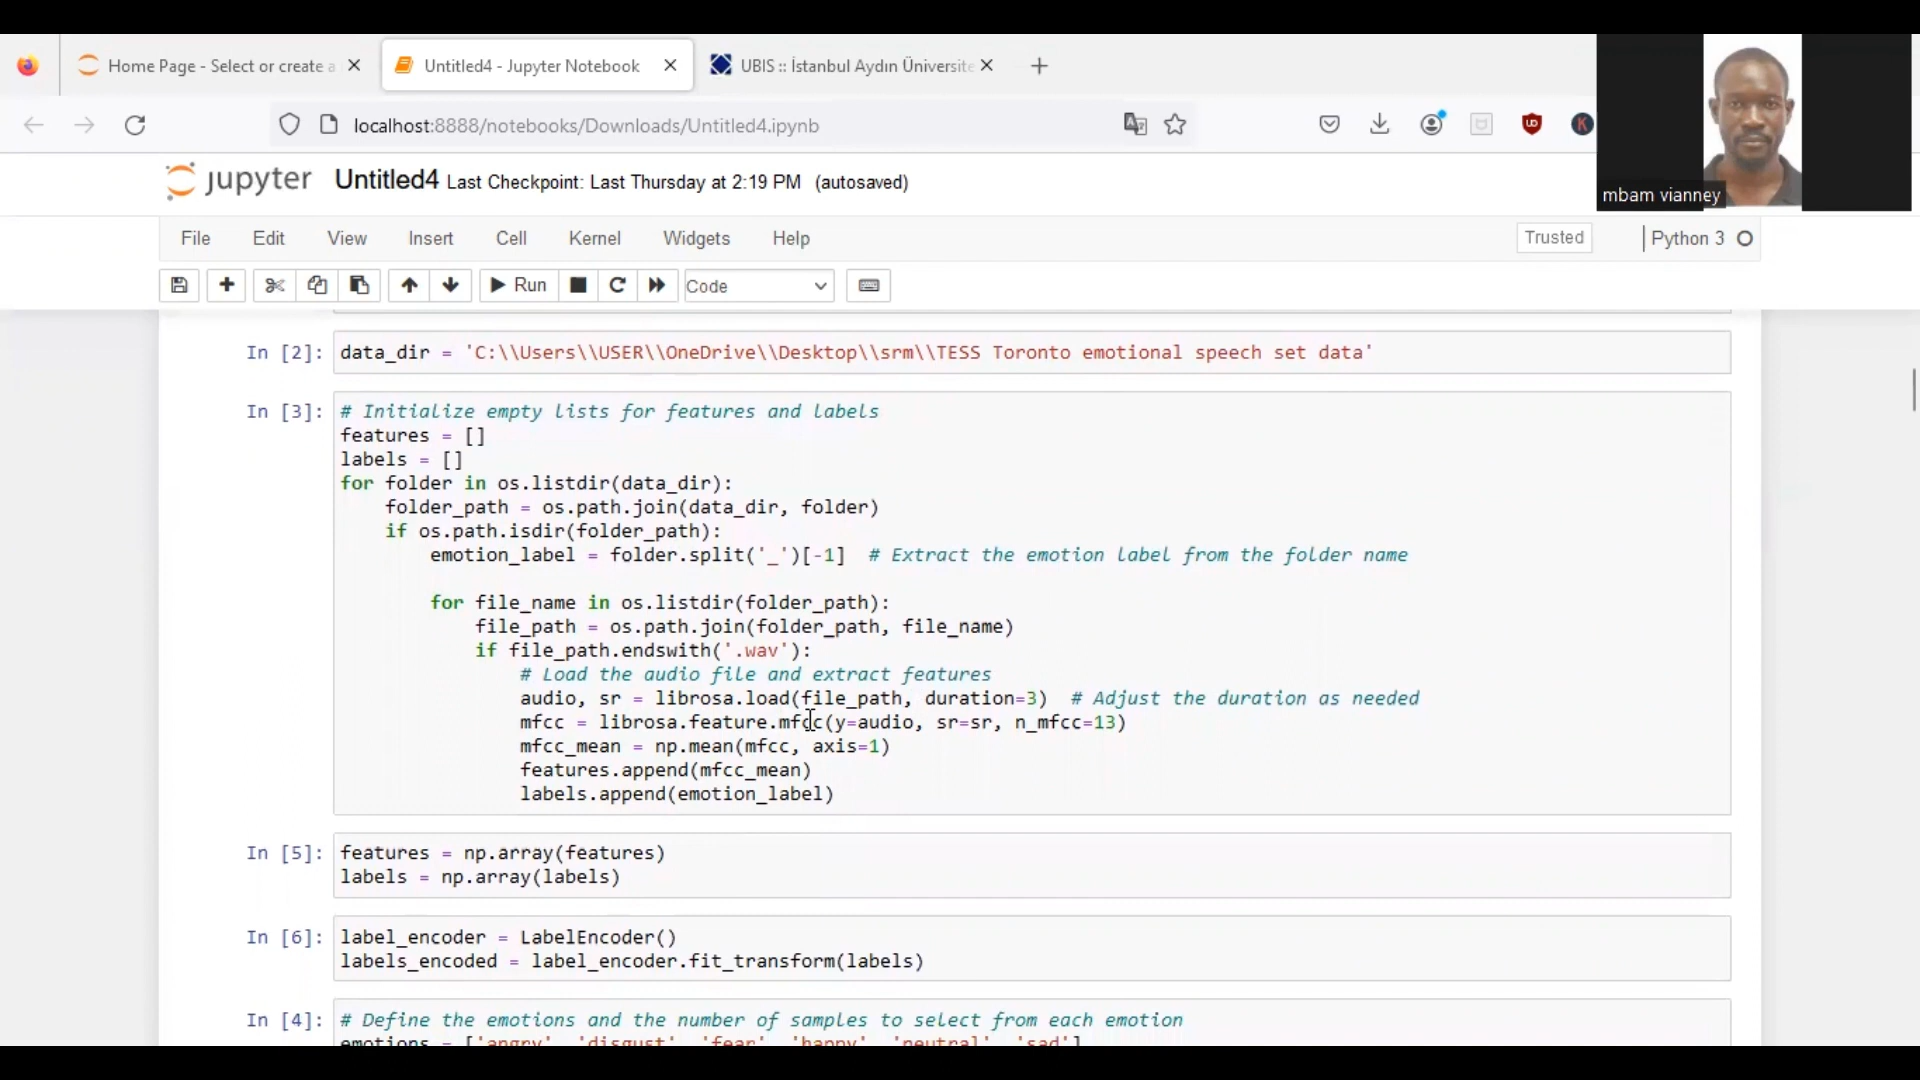 Home Page - Select or create a
Untitled4 - Jupyter Notebook
UBIS :: İstanbul Aydın Üniversite
localhost:8888/notebooks/Downloads/Untitled4.ipynb
mbam vianney
jupyter Untitled4 Last Checkpoint: Last Thursday at 2:19 PM (autosaved)
File Edit View Insert Cell Kernel Widgets Help Trusted Python 3
Run Code
In [2]: data_dir = 'C:\\Users\\USER\\OneDrive\\Desktop\\srm\\TESS Toronto emotional speech set data'
In [3]: # Initialize empty lists for features and labels
features = []
labels = []
for folder in os.listdir(data_dir):
    folder_path = os.path.join(data_dir, folder)
    if os.path.isdir(folder_path):
        emotion_label = folder.split('_')[-1]  # Extract the emotion label from the folder name
        for file_name in os.listdir(folder_path):
            file_path = os.path.join(folder_path, file_name)
            if file_path.endswith('.wav'):
                # Load the audio file and extract features
                audio, sr = librosa.load(file_path, duration=3)  # Adjust the duration as needed
                mfcc = librosa.feature.mfcc(y=audio, sr=sr, n_mfcc=13)
                mfcc_mean = np.mean(mfcc, axis=1)
                features.append(mfcc_mean)
                labels.append(emotion_label)
In [5]: features = np.array(features)
labels = np.array(labels)
In [6]: label_encoder = LabelEncoder()
labels_encoded = label_encoder.fit_transform(labels)
In [4]: # Define the emotions and the number of samples to select from each emotion
emotions = ['angry', 'disgust', 'fear', 'happy', 'neutral', 'sad']